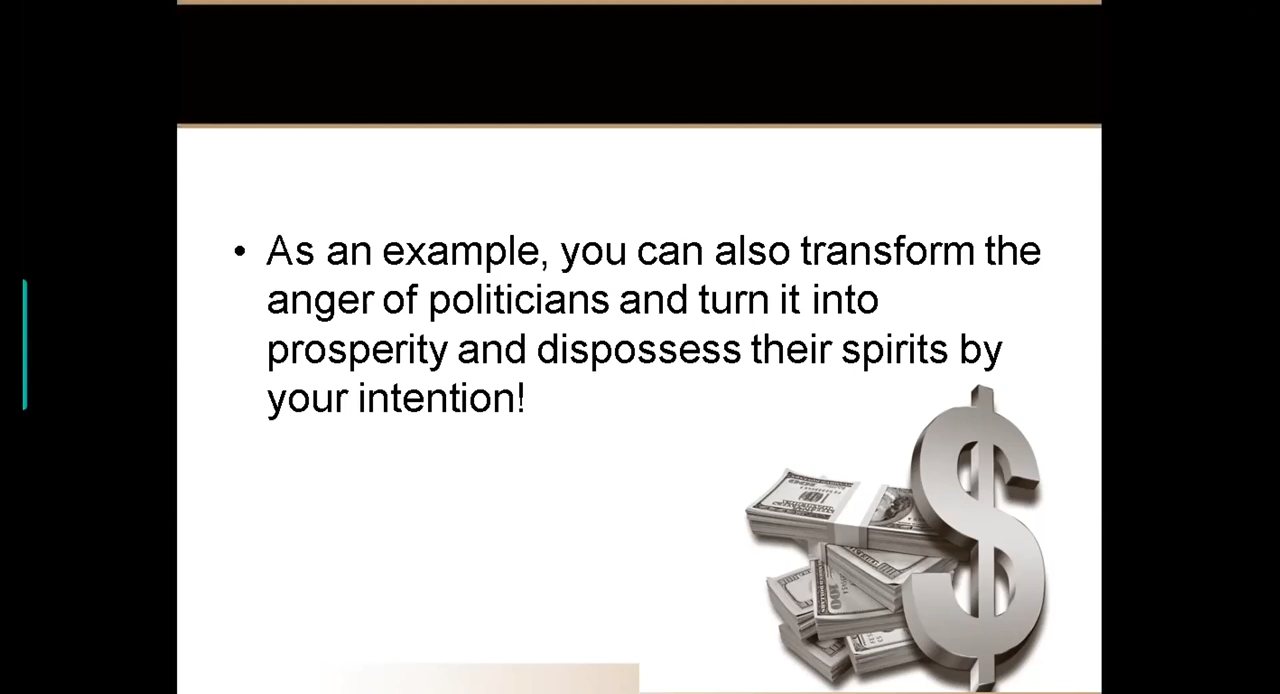 • As an example, you can also transform the
anger of politicians and turn it into
prosperity and dispossess their spirits by
your intention!
100